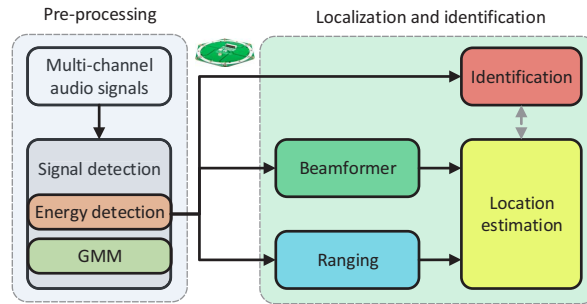 Pre-processing
Localization and identification
Multi-channel
audio signals
Identification
Signal detection
Energy detection
GMM
Beamformer
Ranging
Location
estimation